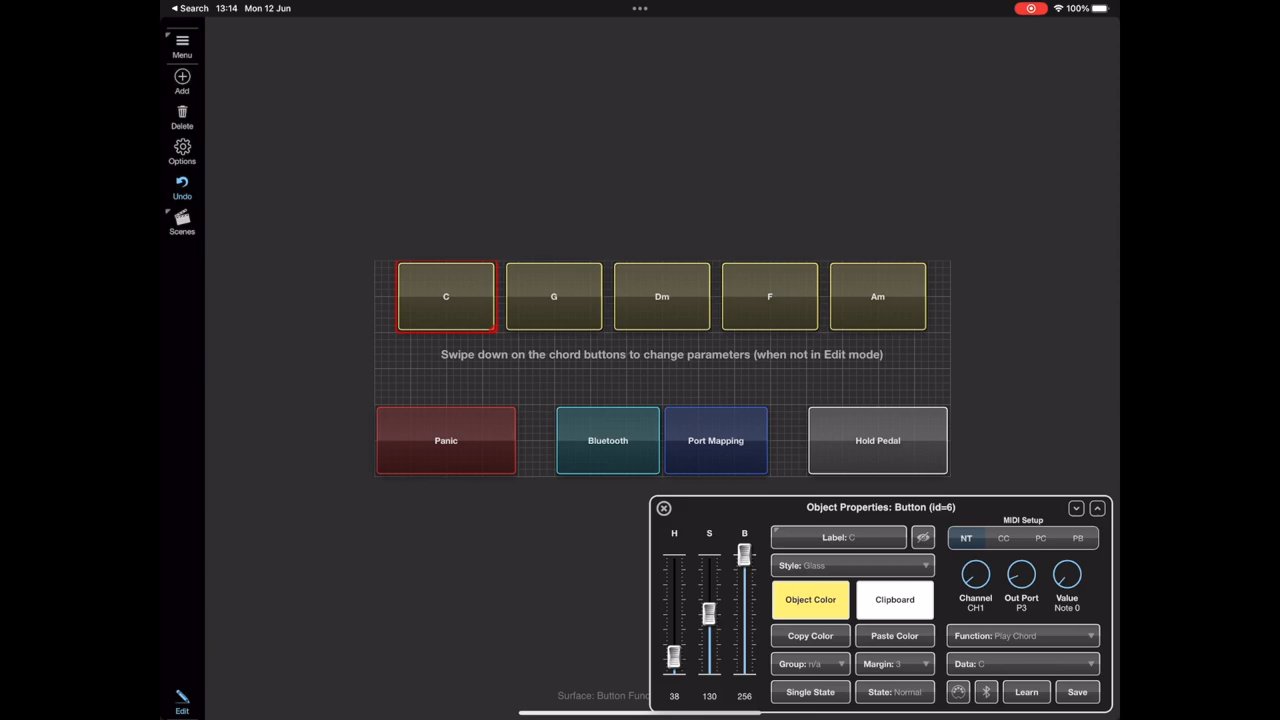 ◀ Search 13:14 Mon 12 Jun
100%
Menu
Add
Delete
Options
Undo
Scenes
C G Dm F Am
Swipe down on the chord buttons to change parameters (when not in Edit mode)
Panic Bluetooth Port Mapping Hold Pedal
Object Properties: Button (id=6)
MIDI Setup
H S B
Label: C
NT CC PC PB
Style: Glass
Object Color Clipboard
Channel Out Port Value
CH1 P3 Note 0
Copy Color Paste Color Function: Play Chord
Group: n/a Margin: 3 Data: C
Single State State: Normal Learn Save
38 130 256
Surface: Button Func
Edit